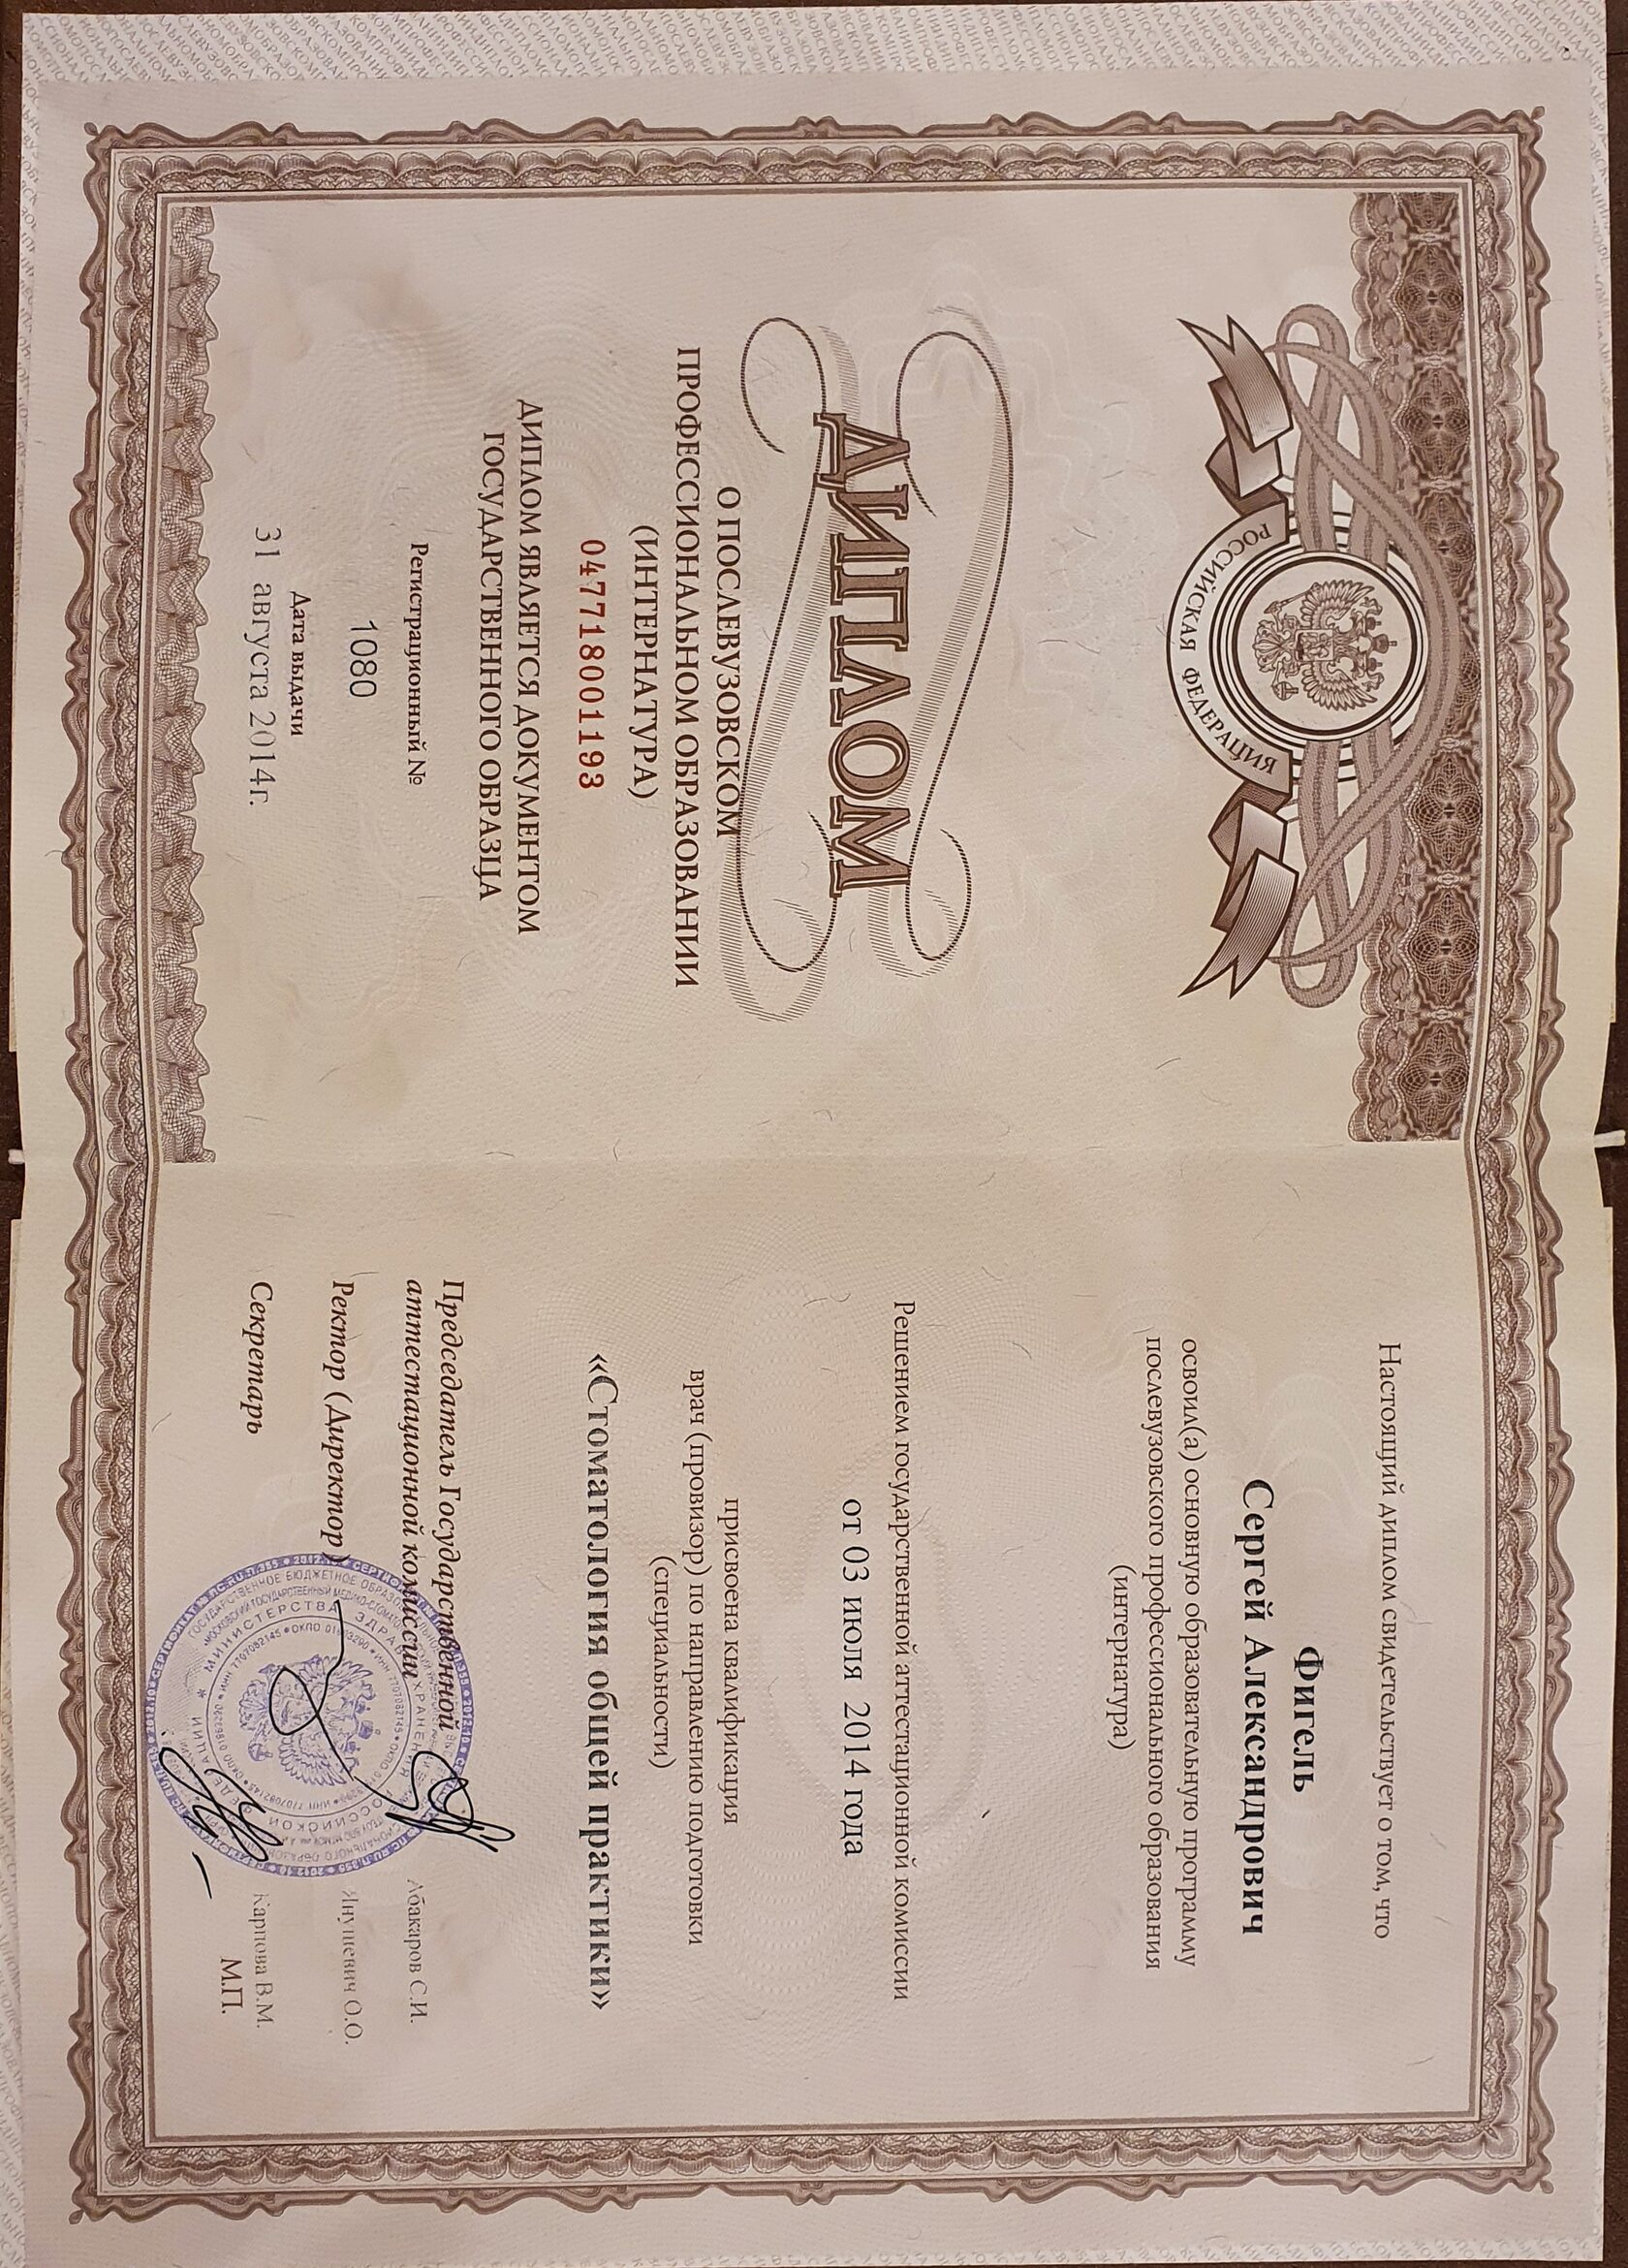 РОССИЙСКАЯ ФЕДЕРАЦИЯ
ДИПЛОМ
О ПОСЛЕВУЗОВСКОМ
ПРОФЕССИОНАЛЬНОМ ОБРАЗОВАНИИ
(ИНТЕРНАТУРА)
047718001193
ДИПЛОМ ЯВЛЯЕТСЯ ДОКУМЕНТОМ
ГОСУДАРСТВЕННОГО ОБРАЗЦА
Регистрационный №
1080
Дата выдачи
31 августа 2014г.
Настоящий диплом свидетельствует о том, что
Фигель
Сергей Александрович
освоил(а) основную образовательную программу
послевузовского профессионального образования
(интернатура)
Решением государственной аттестационной комиссии
от 03 июля 2014 года
присвоена квалификация
врач (провизор) по направлению подготовки
(специальности)
«Стоматология общей практики»
Председатель Государственной
аттестационной комиссии Абакаров С.И.
Ректор (Директор) Янушевич О.О.
Секретарь Карпова В.М.
М.П.